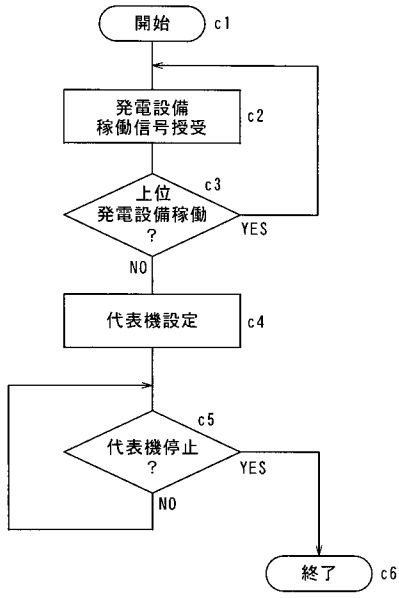 開始 c1
発電設備
稼働信号授受 c2
c3
上位
発電設備稼働
?
YES
NO
代表機設定 c4
c5
代表機停止
?
YES
NO
終了 c6